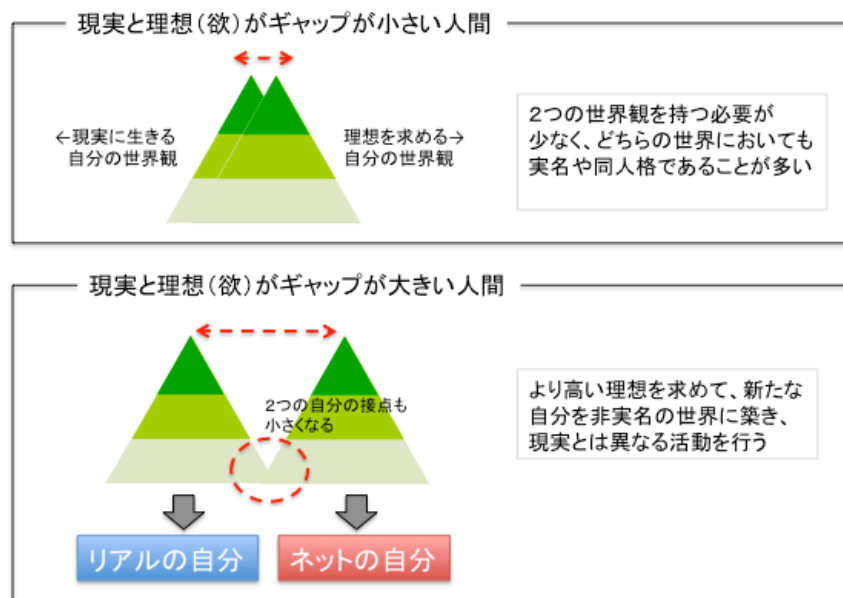 現実と理想(欲)がギャップが小さい人間
←現実に生きる
自分の世界観
理想を求める→
自分の世界観
2つの世界観を持つ必要が
少なく、どちらの世界においても
実名や同人格であることが多い
現実と理想(欲)がギャップが大きい人間
2つの自分の接点も
小さくなる
より高い理想を求めて、新たな
自分を非実名の世界に築き、
現実とは異なる活動を行う
リアルの自分
ネットの自分